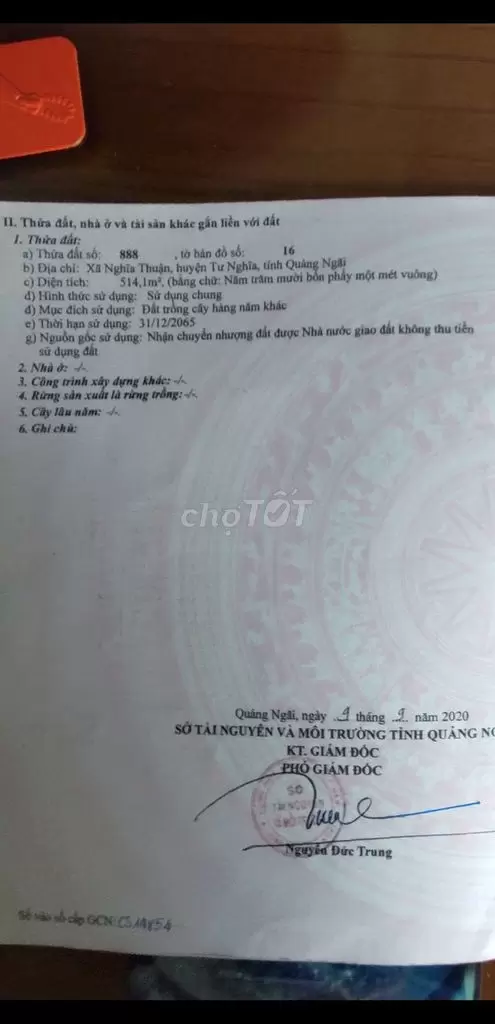 II. Thửa đất, nhà ở và tài sản khác gắn liền với đất
1. Thửa đất:
a) Thửa đất số: 888 , tờ bản đồ số: 16
b) Địa chỉ: Xã Nghĩa Thuận, huyện Tư Nghĩa, tỉnh Quảng Ngãi
c) Diện tích: 514,1m², (bằng chữ: Năm trăm mười bốn phẩy một mét vuông)
d) Hình thức sử dụng: Sử dụng chung
đ) Mục đích sử dụng: Đất trồng cây hàng năm khác
e) Thời hạn sử dụng: 31/12/2065
g) Nguồn gốc sử dụng: Nhận chuyển nhượng đất được Nhà nước giao đất không thu tiền
sử dụng đất
2. Nhà ở: -/-.
3. Công trình xây dựng khác: -/-.
4. Rừng sản xuất là rừng trồng: -/-.
5. Cây lâu năm: -/-.
6. Ghi chú:
chợTỐT
Quảng Ngãi, ngày 9 tháng 9 năm 2020
SỞ TÀI NGUYÊN VÀ MÔI TRƯỜNG TỈNH QUẢNG
KT. GIÁM ĐỐC
PHÓ GIÁM ĐỐC
SỞ
TÀI NGUYÊN
Nguyễn Đức Trung
Số vào sổ cấp GCN: CS14854